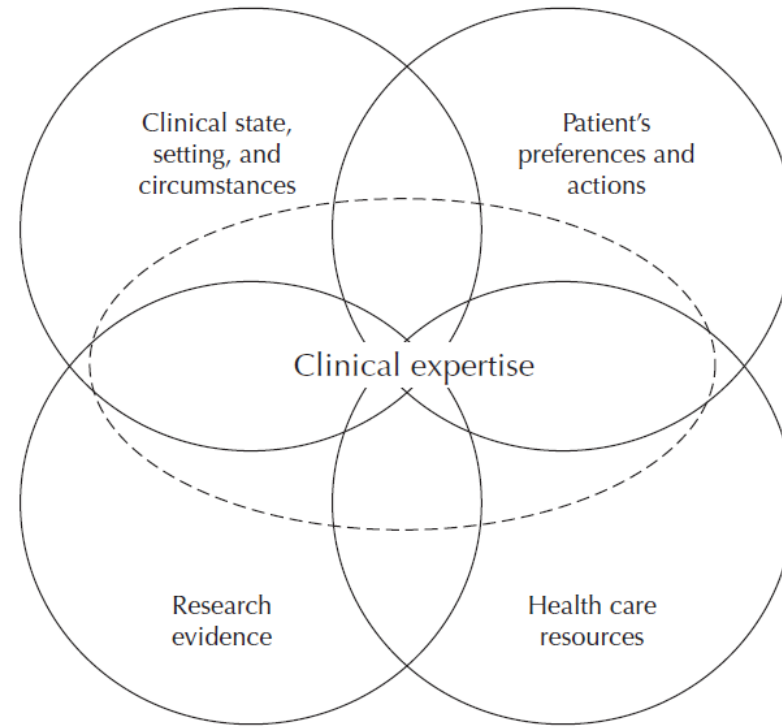 Clinical state,
setting, and
circumstances
Patient’s
preferences and
actions
Clinical expertise
Research
evidence
Health care
resources